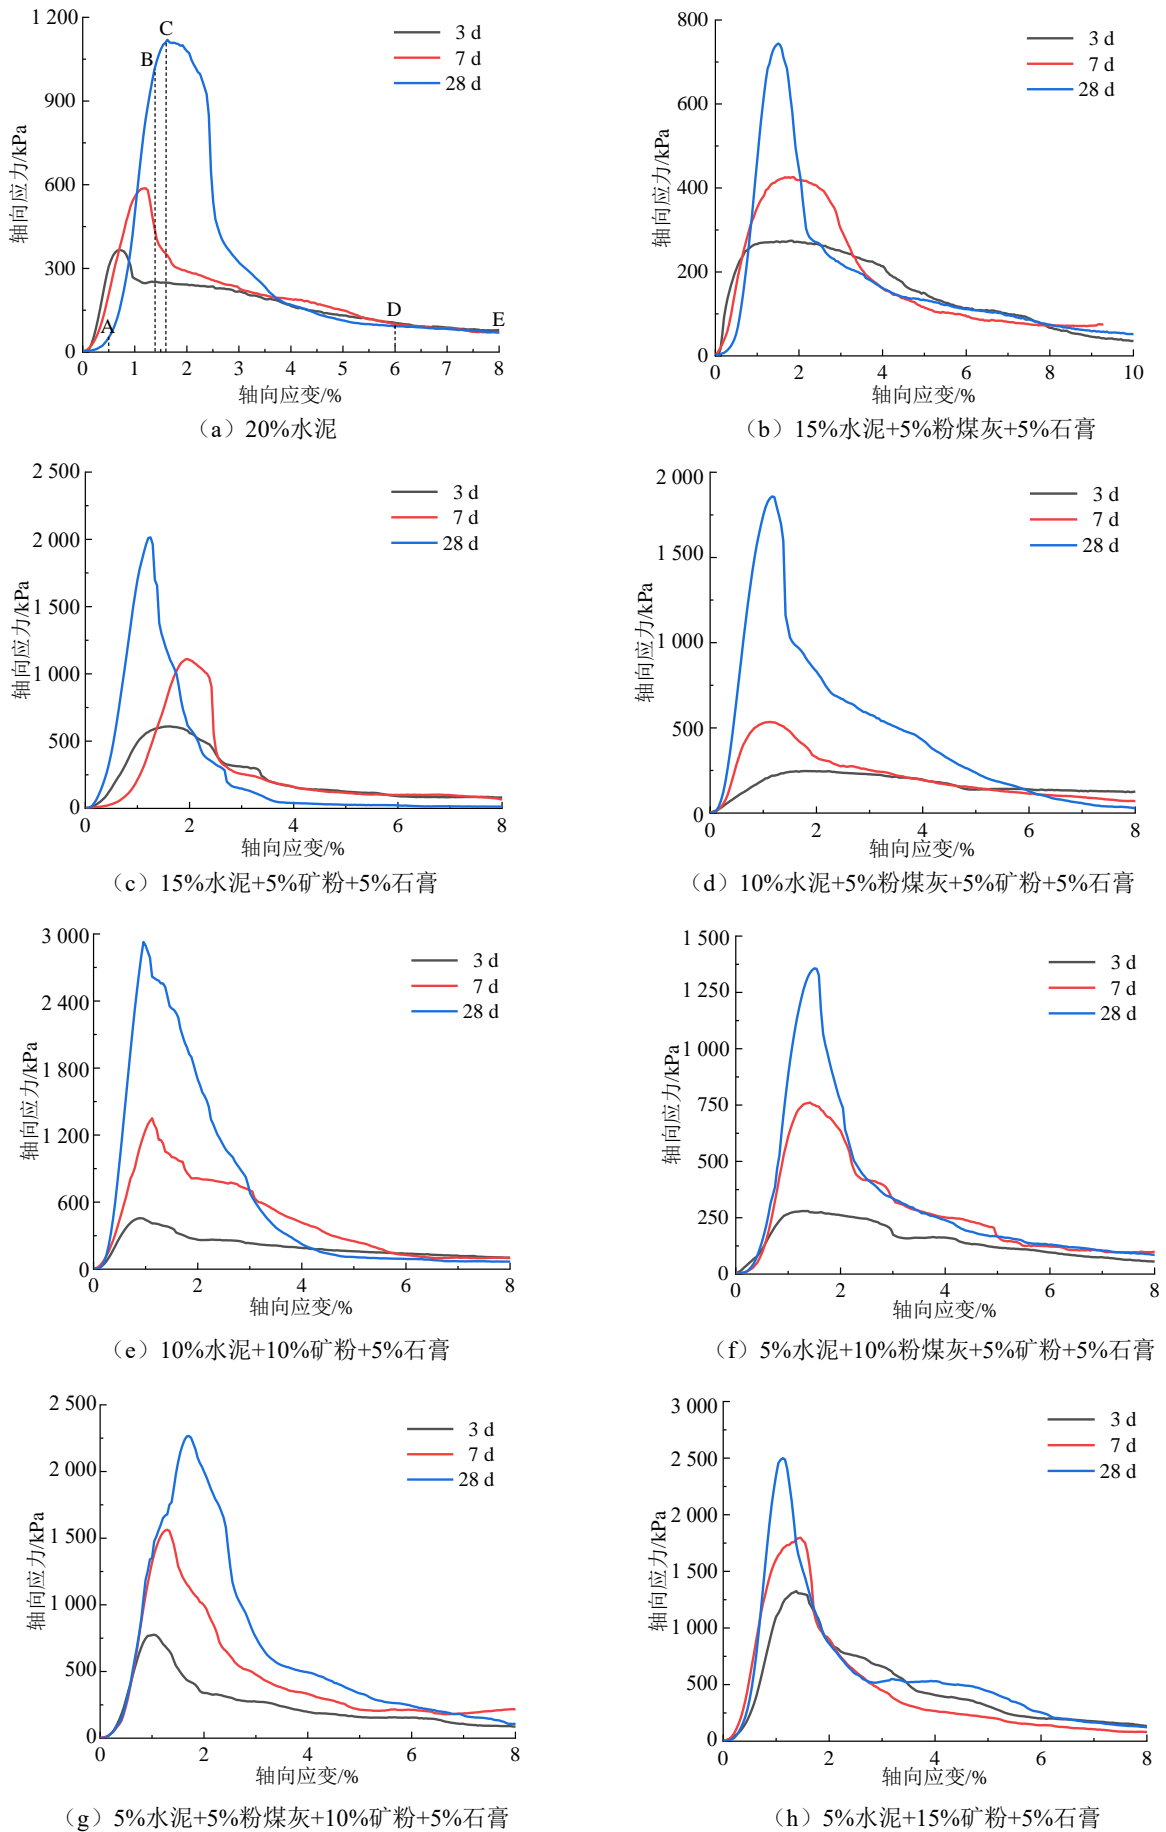 1 200
1 200
900
600
300
0
轴向应力/kPa
A
B
C
D
E
3 d
7 d
28 d
0 1 2 3 4 5 6 7 8
轴向应变/%
(a) 20%水泥
800
600
400
200
0
轴向应力/kPa
3 d
7 d
28 d
0 2 4 6 8 10
轴向应变/%
(b) 15%水泥+5%粉煤灰+5%石膏
2 500
2 000
1 500
1 000
500
0
轴向应力/kPa
3 d
7 d
28 d
0 2 4 6 8
轴向应变/%
(c) 15%水泥+5%矿粉+5%石膏
2 000
1 500
1 000
500
0
轴向应力/kPa
3 d
7 d
28 d
0 2 4 6 8
轴向应变/%
(d) 10%水泥+5%粉煤灰+5%矿粉+5%石膏
3 000
2 400
1 800
1 200
600
0
轴向应力/kPa
3 d
7 d
28 d
0 2 4 6 8
轴向应变/%
(e) 10%水泥+10%矿粉+5%石膏
1 500
1 250
1 000
750
500
250
0
轴向应力/kPa
3 d
7 d
28 d
0 2 4 6 8
轴向应变/%
(f) 5%水泥+10%粉煤灰+5%矿粉+5%石膏
2 500
2 000
1 500
1 000
500
0
轴向应力/kPa
3 d
7 d
28 d
0 2 4 6 8
轴向应变/%
(g) 5%水泥+5%粉煤灰+10%矿粉+5%石膏
3 000
2 500
2 000
1 500
1 000
500
0
轴向应力/kPa
3 d
7 d
28 d
0 2 4 6 8
轴向应变/%
(h) 5%水泥+15%矿粉+5%石膏